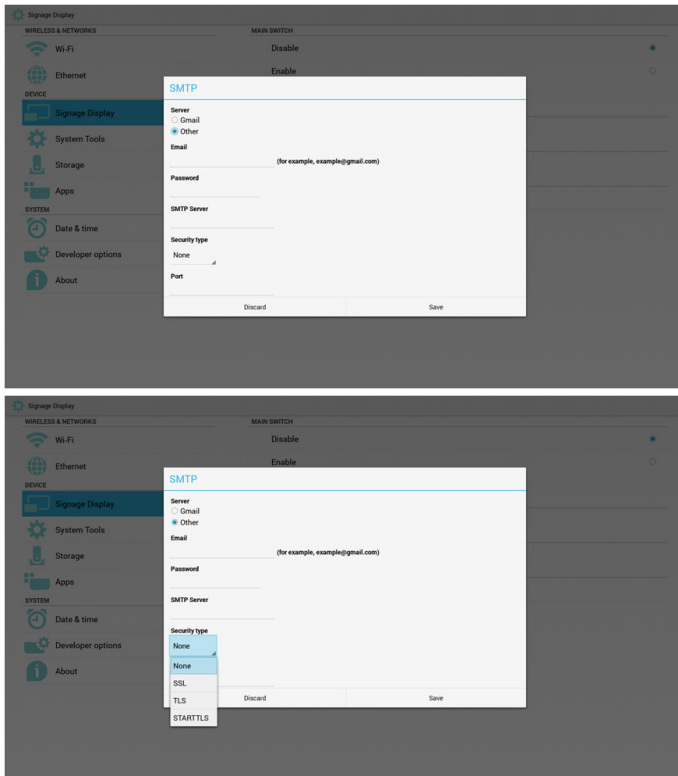 Signage Display
WIRELESS & NETWORKS
MAIN SWITCH
Wi-Fi
Disable
Ethernet
Enable
DEVICE
SMTP
Signage Display
Server
Gmail
Other
System Tools
Email
(for example, example@gmail.com)
Storage
Password
Apps
SYSTEM
SMTP Server
Date & time
Security type
Developer options
None
About
Port
Discard
Save
Signage Display
WIRELESS & NETWORKS
MAIN SWITCH
Wi-Fi
Disable
Ethernet
Enable
DEVICE
SMTP
Signage Display
Server
Gmail
Other
System Tools
Email
(for example, example@gmail.com)
Storage
Password
Apps
SYSTEM
SMTP Server
Date & time
Security type
Developer options
None
About
None
SSL
TLS
STARTTLS
Discard
Save